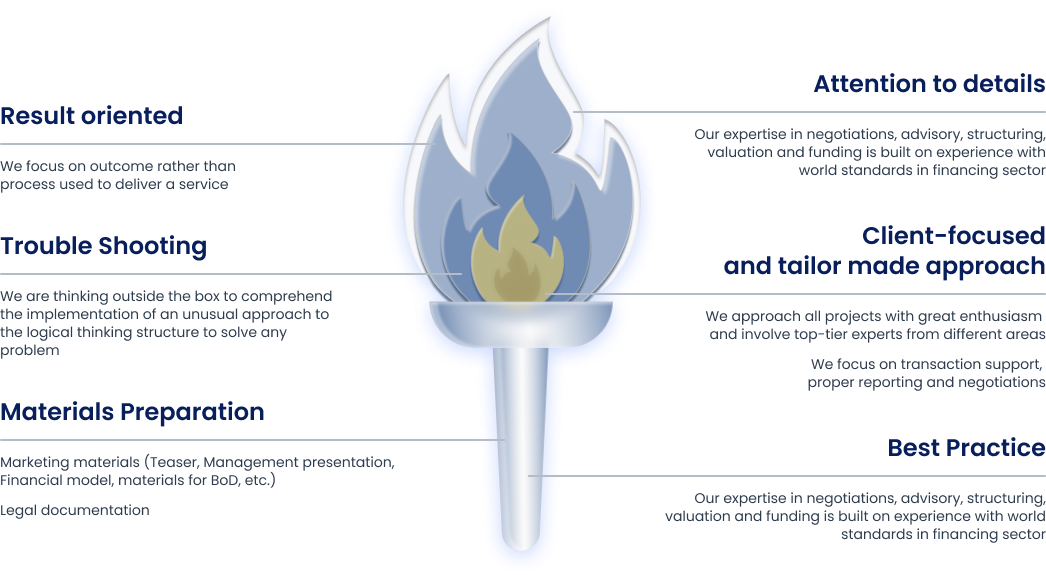 Result oriented
We focus on outcome rather than
process used to deliver a service
Trouble Shooting
We are thinking outside the box to comprehend
the implementation of an unusual approach to
the logical thinking structure to solve any
problem
Materials Preparation
Marketing materials (Teaser, Management presentation,
Financial model, materials for BoD, etc.)
Legal documentation
Attention to details
Our expertise in negotiations, advisory, structuring,
valuation and funding is built on experience with
world standards in financing sector
Client-focused
and tailor made approach
We approach all projects with great enthusiasm
and involve top-tier experts from different areas
We focus on transaction support,
proper reporting and negotiations
Best Practice
Our expertise in negotiations, advisory, structuring,
valuation and funding is built on experience with world
standards in financing sector